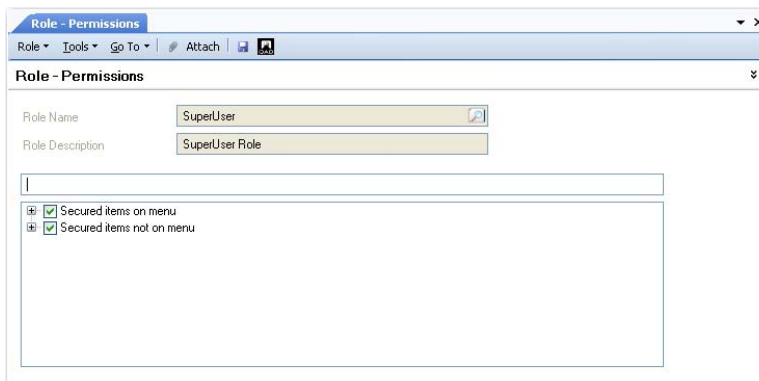 Role - Permissions
Role Tools Go To Attach QAD
Role - Permissions
Role Name SuperUser
Role Description SuperUser Role
Secured items on menu
Secured items not on menu